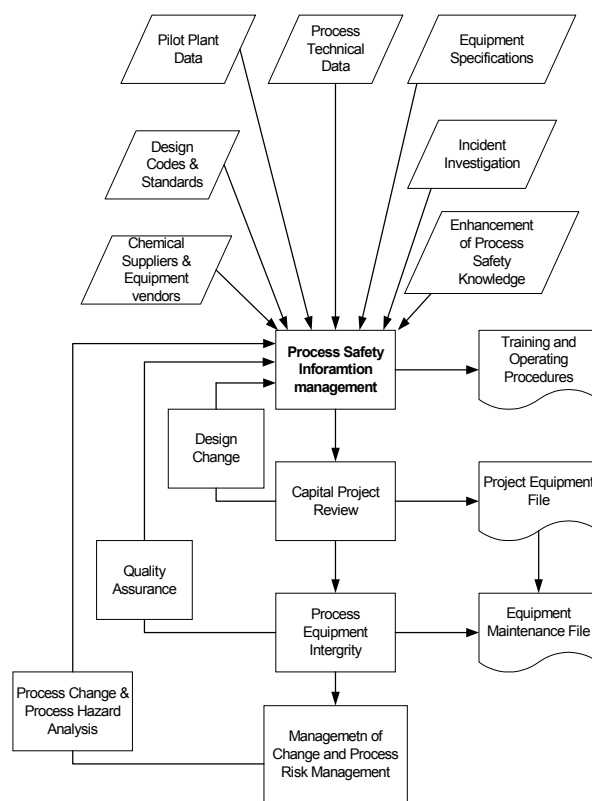 Pilot Plant
Data
Process
Technical
Data
Equipment
Specifications
Design
Codes &
Standards
Incident
Investigation
Chemical
Suppliers &
Equipment
vendors
Enhancement
of Process
Safety
Knowledge
Process Safety
Inforamtion
management
Training and
Operating
Procedures
Design
Change
Capital Project
Review
Project Equipment
File
Quality
Assurance
Process
Equipment
Intergrity
Equipment
Maintenance File
Process Change &
Process Hazard
Analysis
Managemetn of
Change and Process
Risk Management